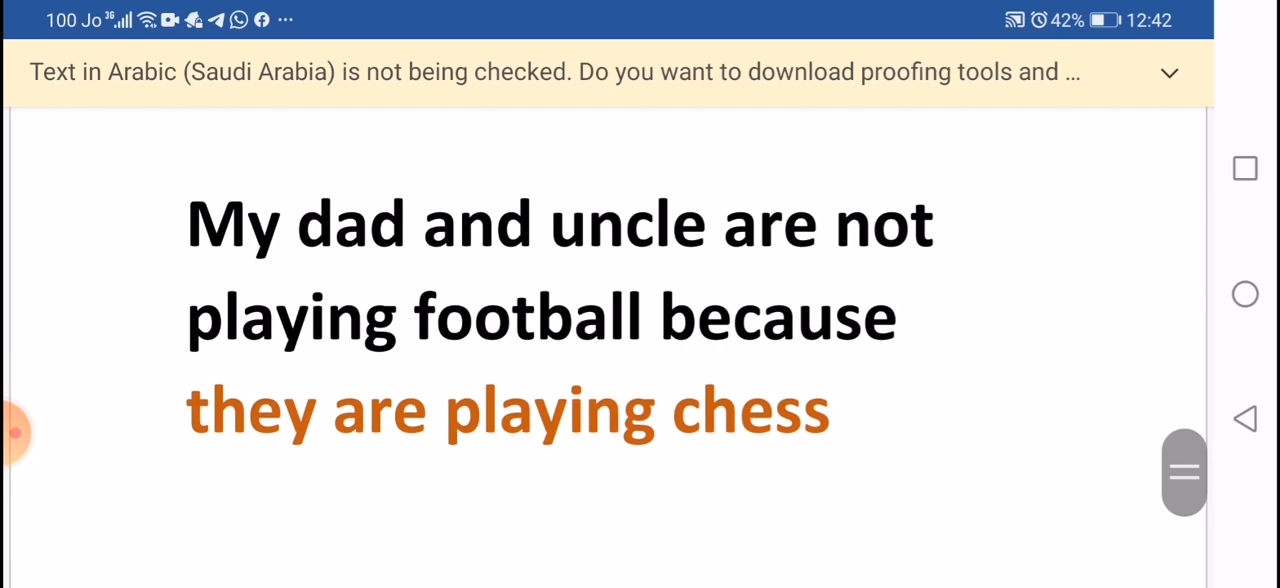 100 Jo 3G 42% 12:42
Text in Arabic (Saudi Arabia) is not being checked. Do you want to download proofing tools and ...
My dad and uncle are not
playing football because
they are playing chess